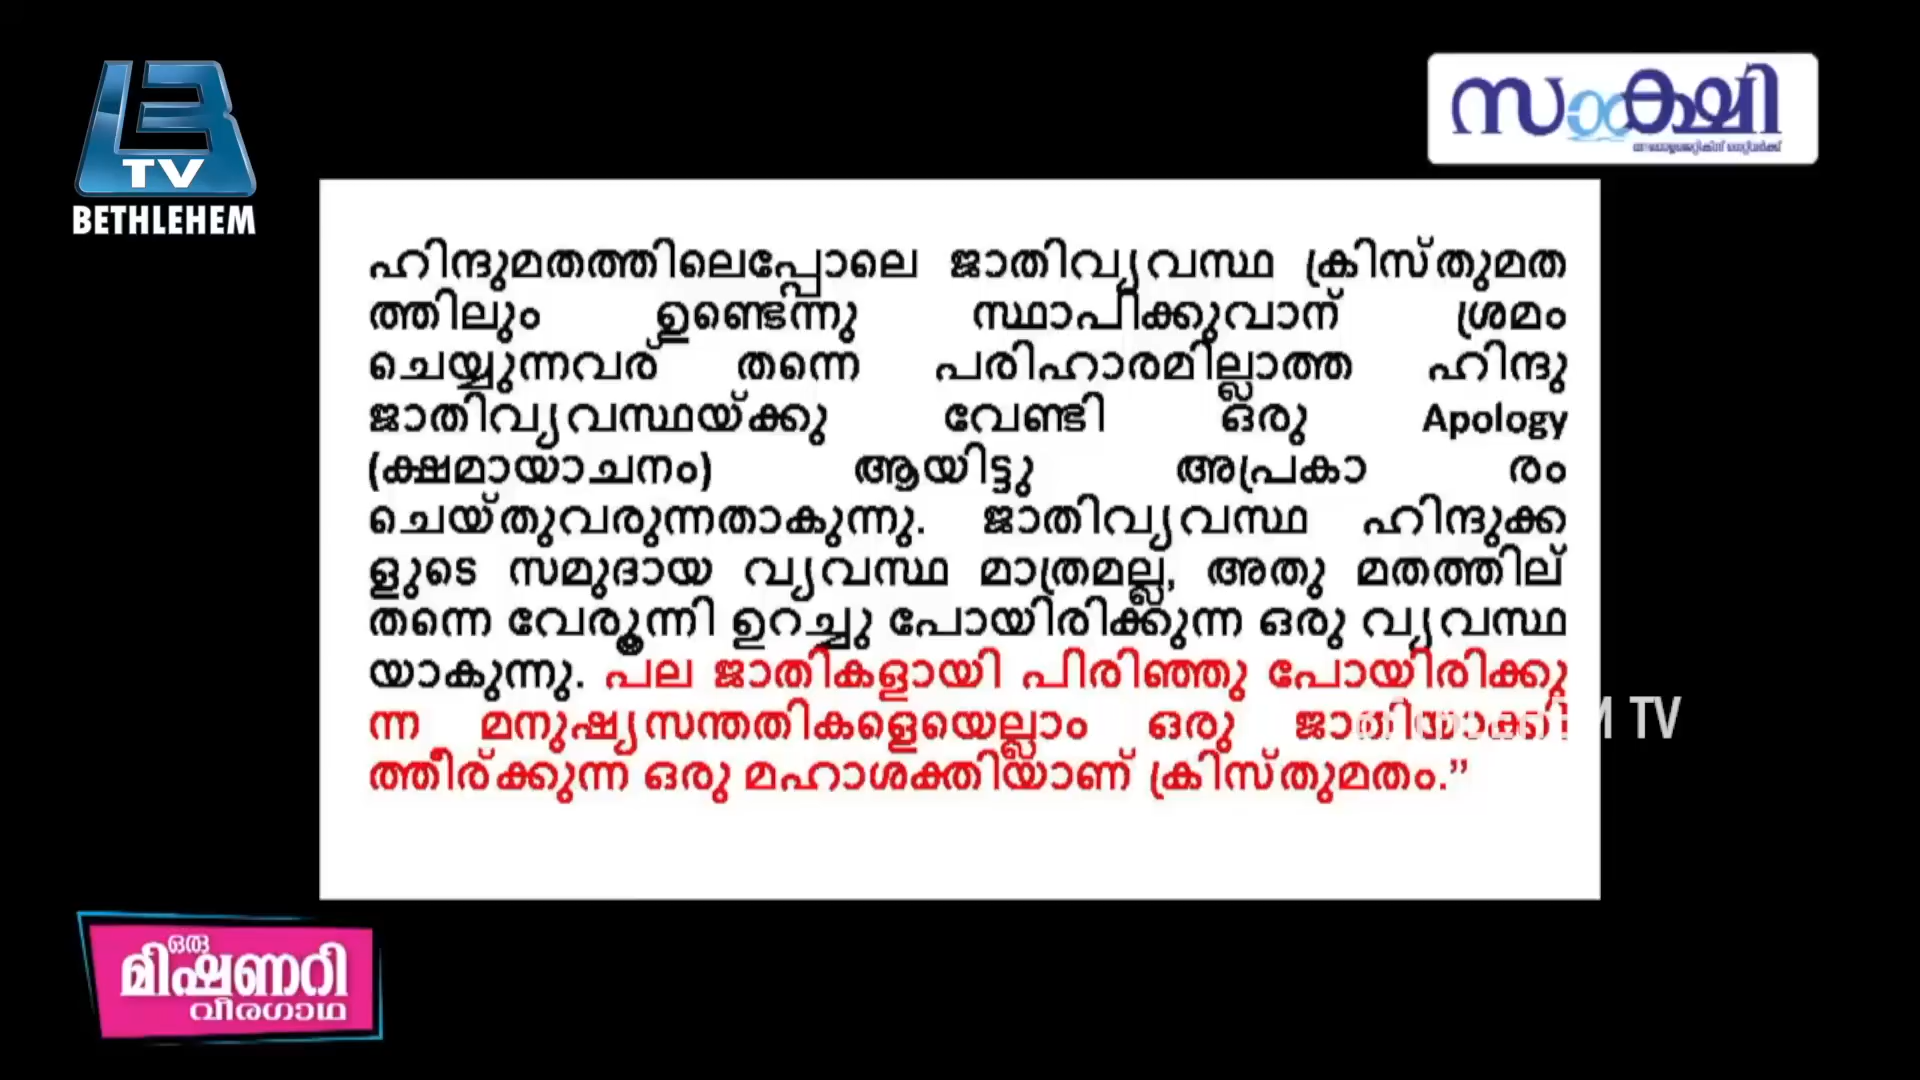 TV
BETHLEHEM
സാക്ഷി
ഹിന്ദുമതത്തിലെപ്പോലെ ജാതിവ്യവസ്ഥ ക്രിസ്തുമത
ത്തിലും ഉണ്ടെന്നു സ്ഥാപിക്കുവാന് ശ്രമം
ചെയ്യുന്നവര് തന്നെ പരിഹാരമില്ലാത്ത ഹിന്ദു
ജാതിവ്യവസ്ഥയ്ക്കു വേണ്ടി ഒരു Apology
(ക്ഷമായാചനം) ആയിട്ടു അപ്രകാ രം
ചെയ്തുവരുന്നതാകുന്നു. ജാതിവ്യവസ്ഥ ഹിന്ദുക്ക
ളുടെ സമുദായ വ്യവസ്ഥ മാത്രമല്ല, അതു മതത്തില്
തന്നെ വേരൂന്നി ഉറച്ചു പോയിരിക്കുന്ന ഒരു വ്യവസ്ഥ
യാകുന്നു. പല ജാതികളായി പിരിഞ്ഞു പോയിരിക്കു
ന്ന മനുഷ്യസന്തതികളെയെല്ലാം ഒരു ജാതിയാക്കി
ത്തീര്ക്കുന്ന ഒരു മഹാശക്തിയാണ് ക്രിസ്തുമതം.”
BETHLEHEM TV
ഒരു
മിഷണറി
വീരഗാഥ